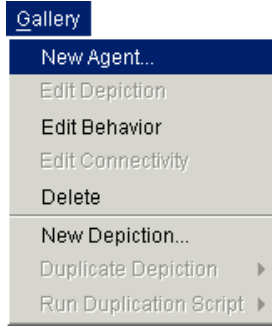 Gallery
New Agent...
Edit Depiction
Edit Behavior
Edit Connectivity
Delete
New Depiction...
Duplicate Depiction
Run Duplication Script